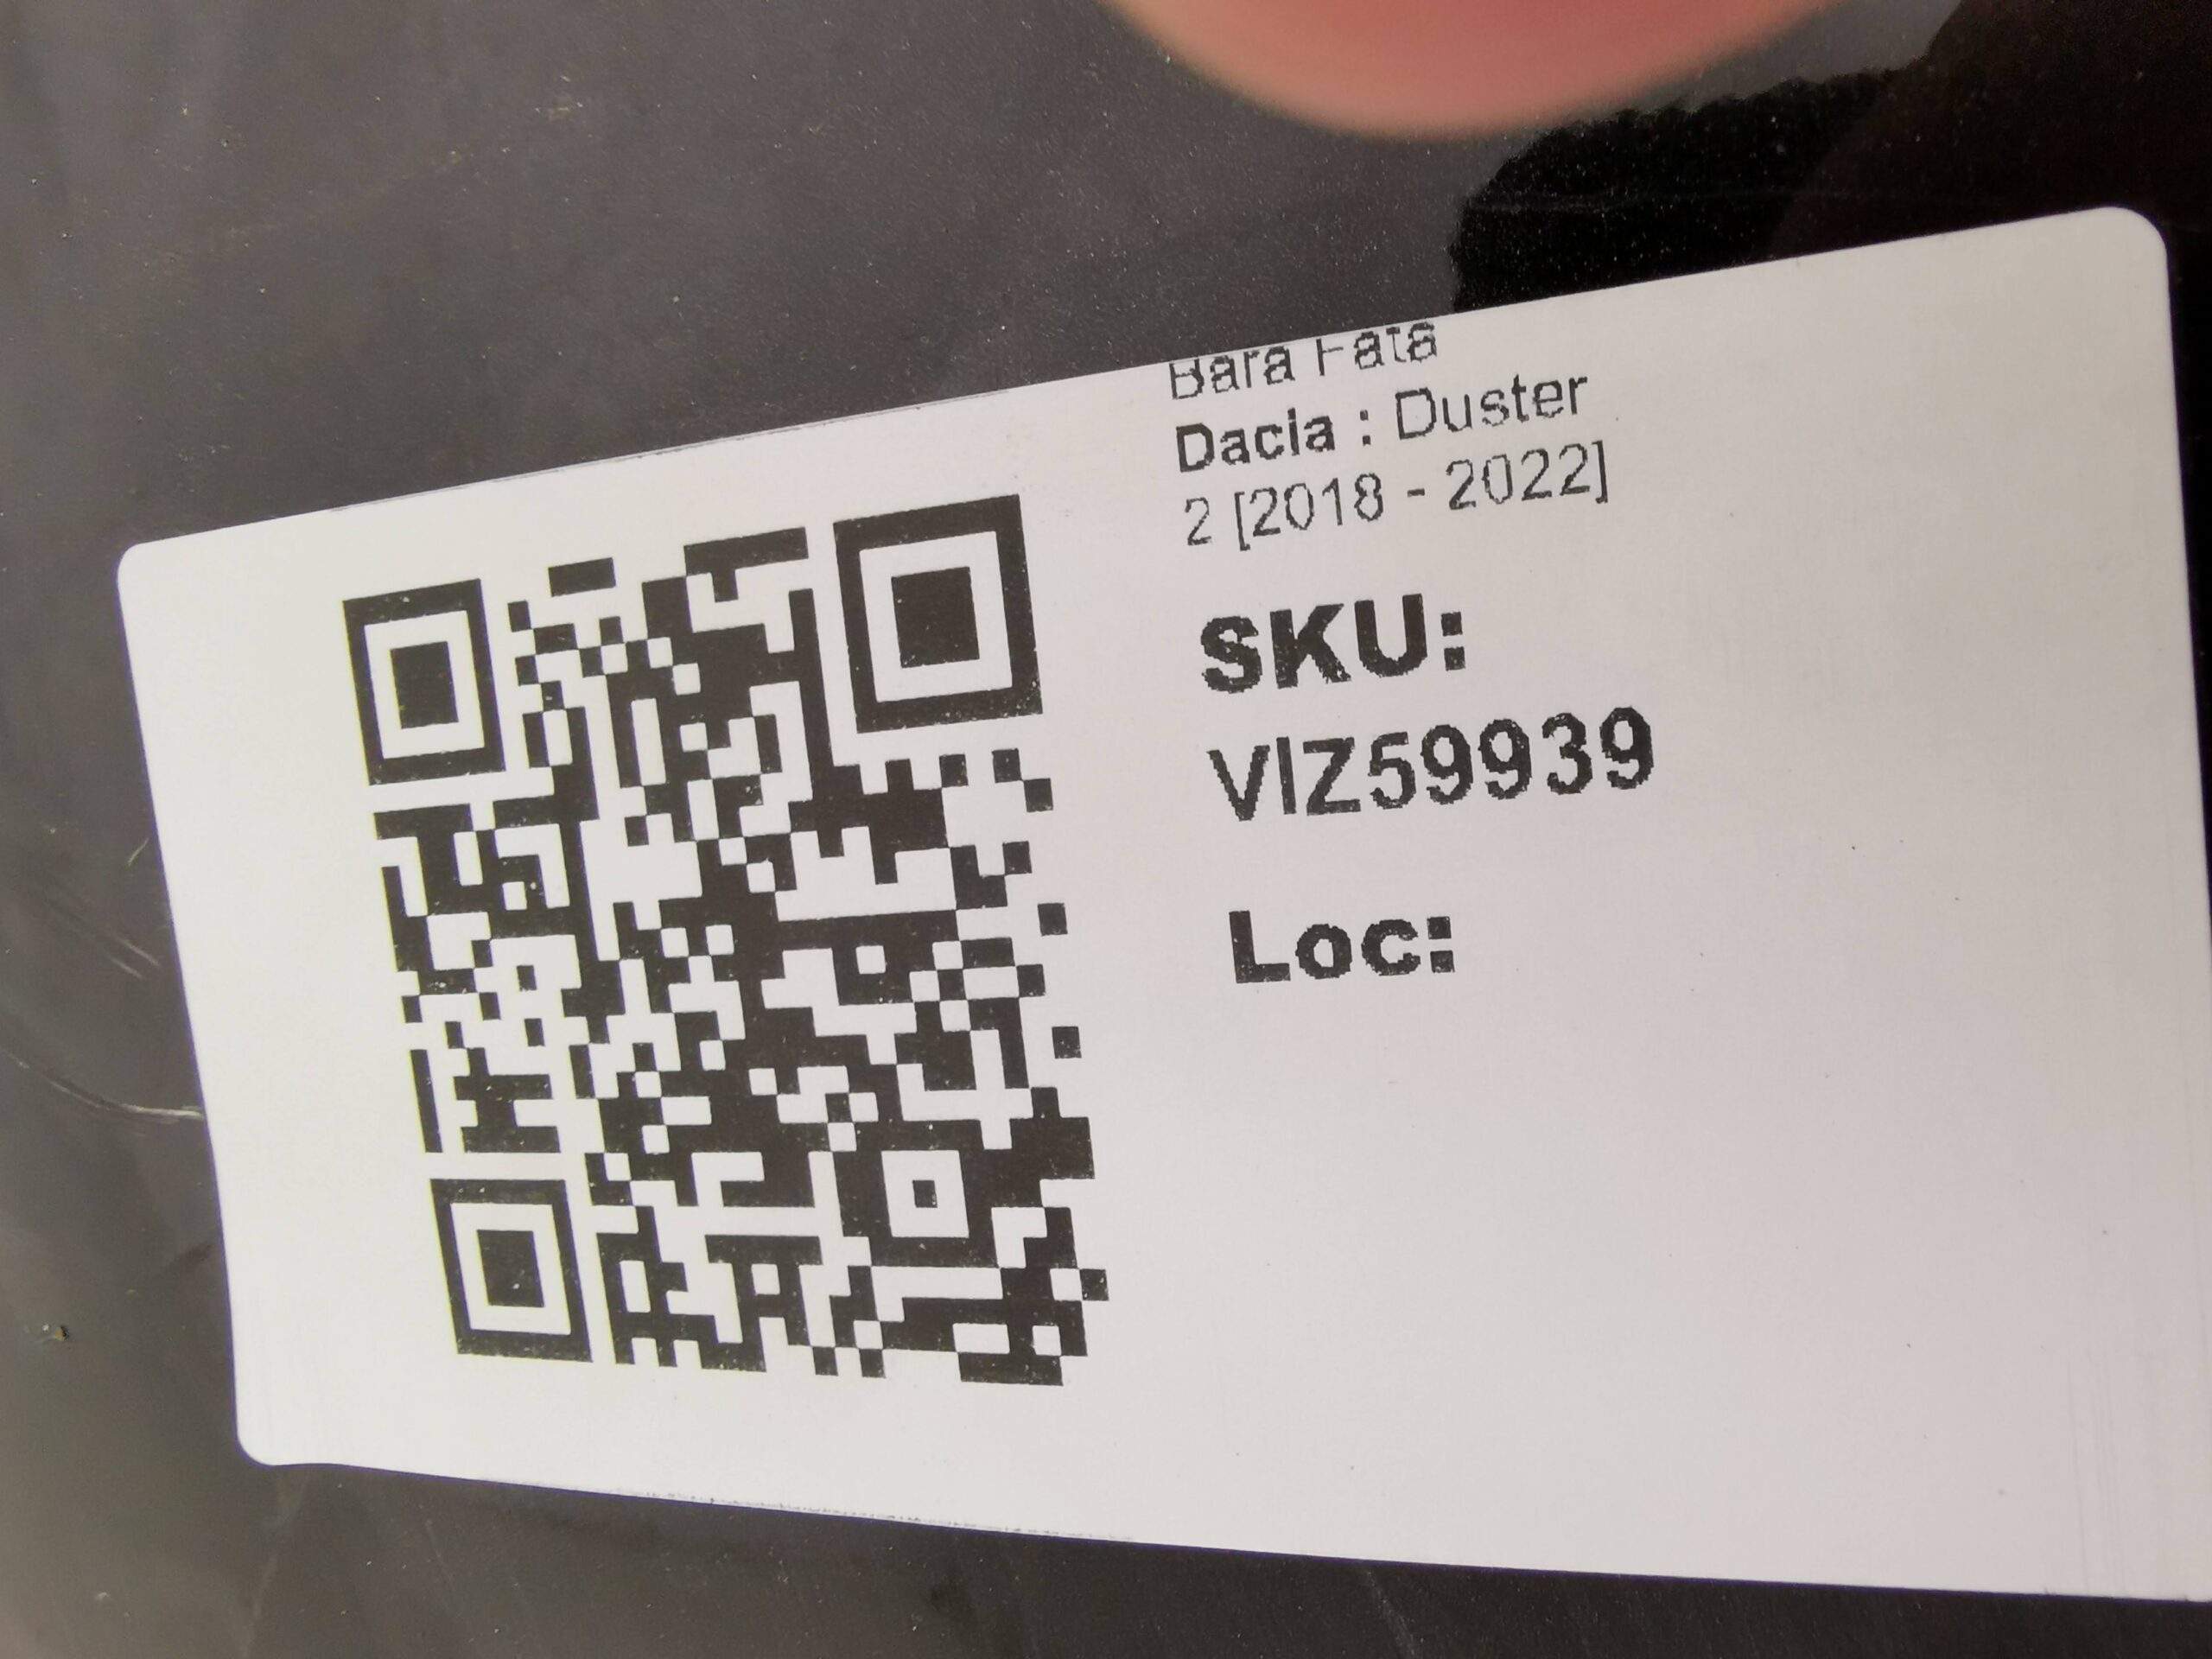 Bara Fata
Dacia : Duster
2 [2018 - 2022]
SKU:
VIZ59939
Loc: